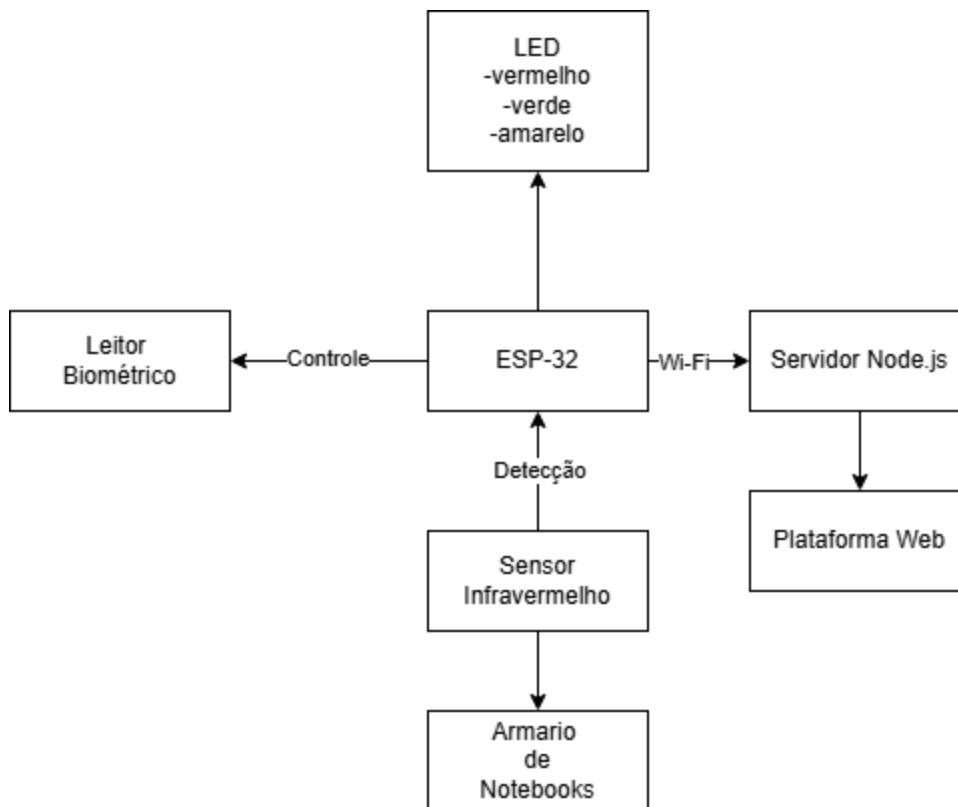 LED
-vermelho
-verde
-amarelo
Leitor
Biométrico
Controle
ESP-32
Wi-Fi
Servidor Node.js
Detecção
Plataforma Web
Sensor
Infravermelho
Armario
de
Notebooks